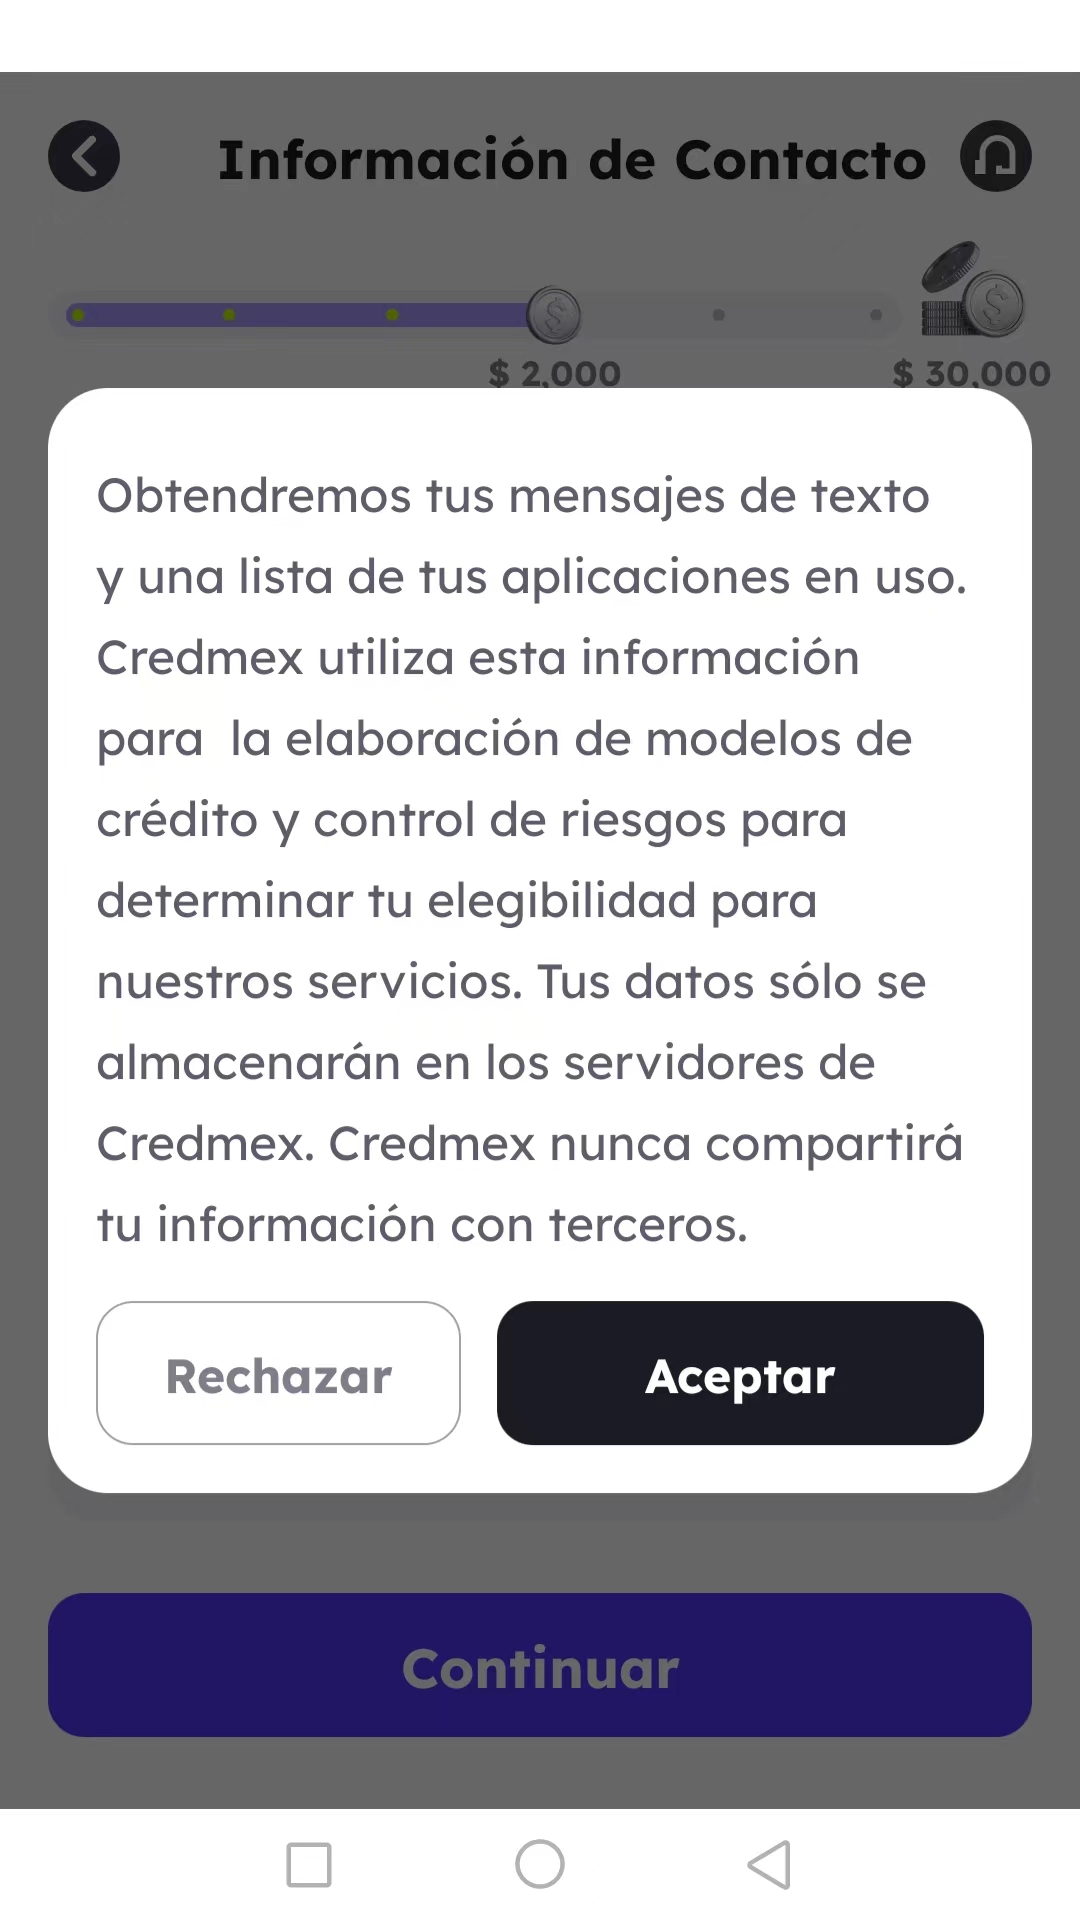 Información de Contacto
$ 2,000
$ 30,000
Obtendremos tus mensajes de texto
y una lista de tus aplicaciones en uso.
Credmex utiliza esta información
para  la elaboración de modelos de
crédito y control de riesgos para
determinar tu elegibilidad para
nuestros servicios. Tus datos sólo se
almacenarán en los servidores de
Credmex. Credmex nunca compartirá
tu información con terceros.
Rechazar
Aceptar
Continuar